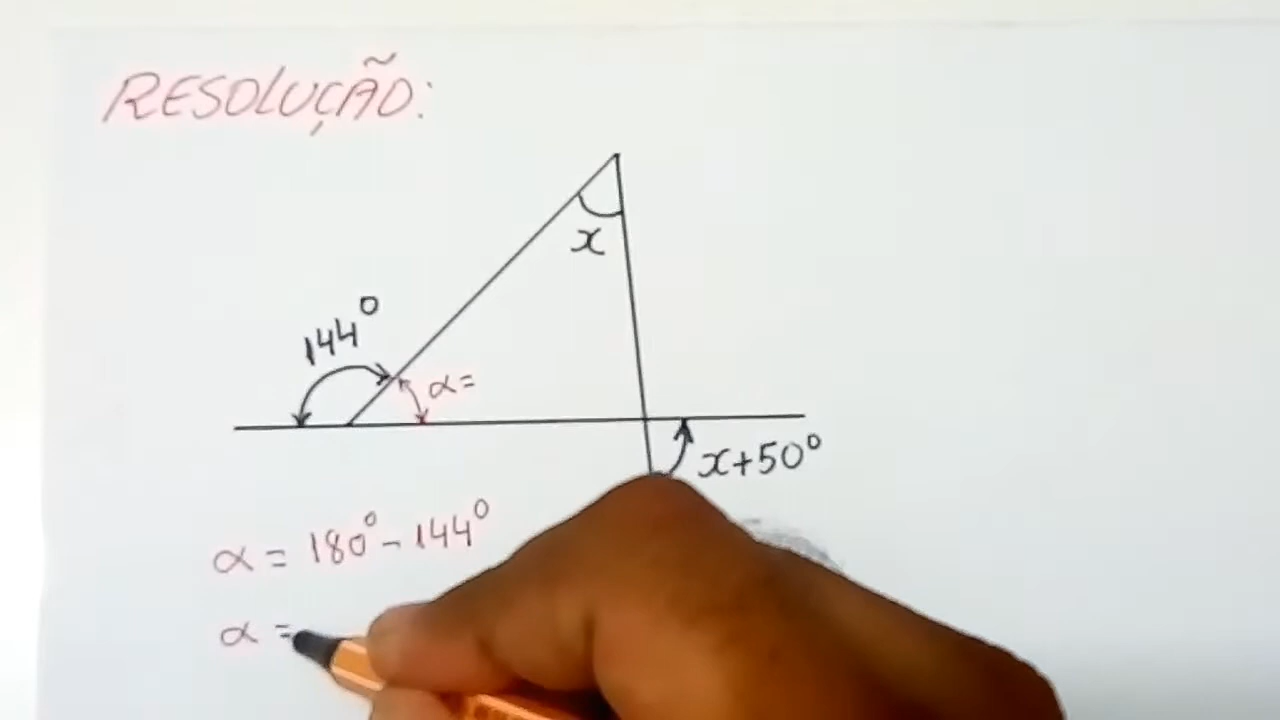 RESOLUÇÃO:
x
144°
α=
x+50°
α = 180° - 144°
α =